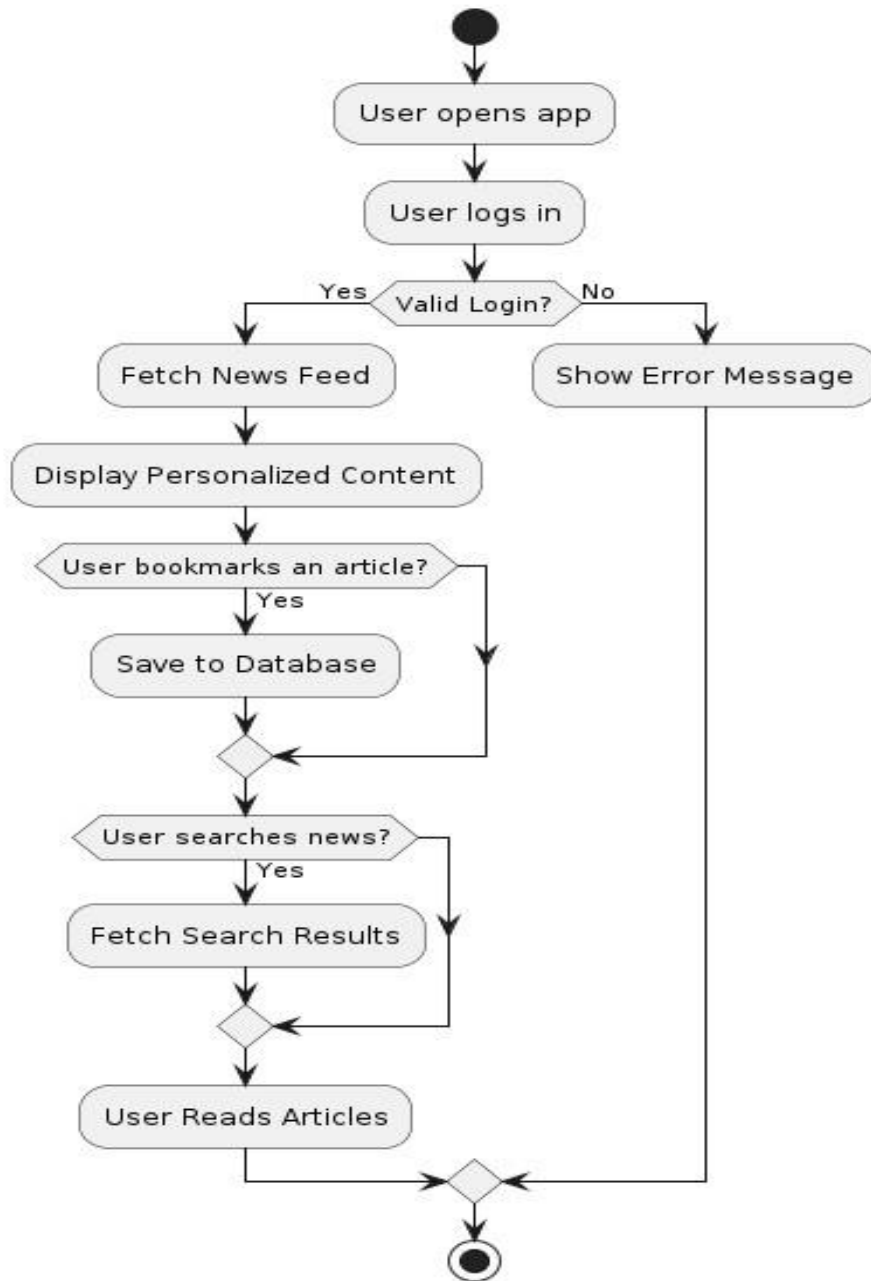 User opens app
User logs in
Yes
Valid Login?
No
Fetch News Feed
Show Error Message
Display Personalized Content
User bookmarks an article?
Yes
Save to Database
User searches news?
Yes
Fetch Search Results
User Reads Articles